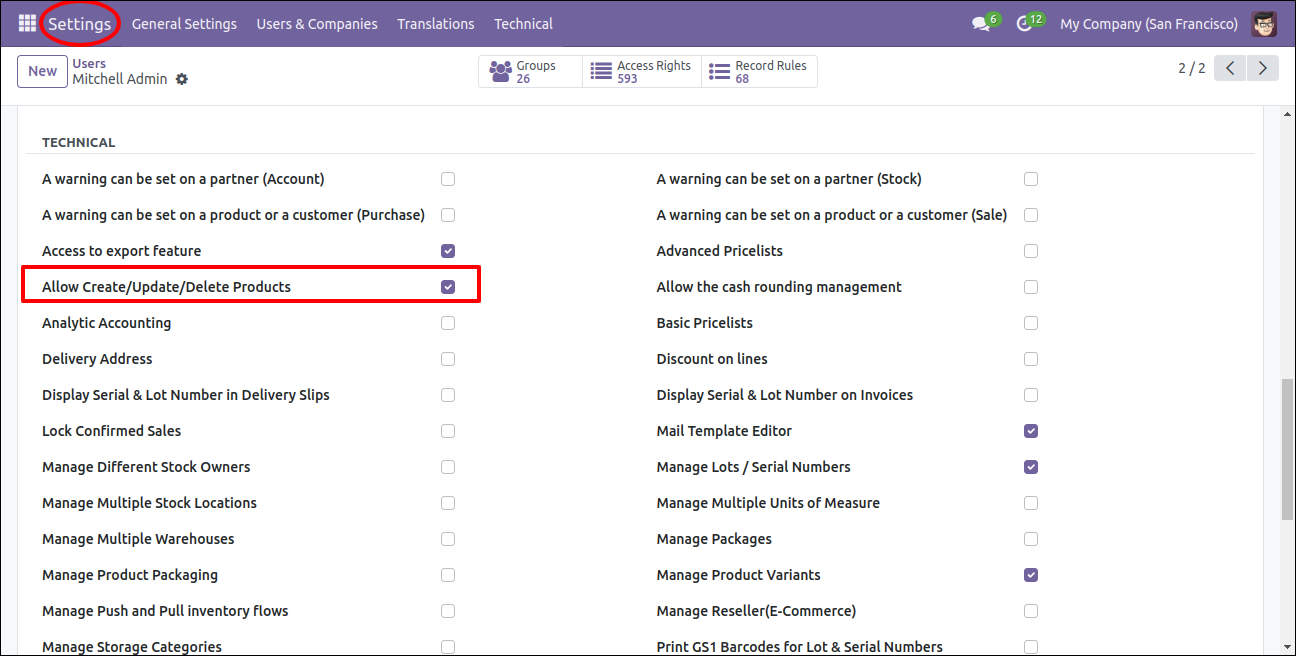 Settings General Settings Users & Companies Translations Technical 6 12 My Company (San Francisco)
New Users Groups Access Rights Record Rules 2 / 2
Mitchell Admin 26 593 68
TECHNICAL
A warning can be set on a partner (Account) A warning can be set on a partner (Stock)
A warning can be set on a product or a customer (Purchase) A warning can be set on a product or a customer (Sale)
Access to export feature Advanced Pricelists
Allow Create/Update/Delete Products Allow the cash rounding management
Analytic Accounting Basic Pricelists
Delivery Address Discount on lines
Display Serial & Lot Number in Delivery Slips Display Serial & Lot Number on Invoices
Lock Confirmed Sales Mail Template Editor
Manage Different Stock Owners Manage Lots / Serial Numbers
Manage Multiple Stock Locations Manage Multiple Units of Measure
Manage Multiple Warehouses Manage Packages
Manage Product Packaging Manage Product Variants
Manage Push and Pull inventory flows Manage Reseller(E-Commerce)
Manage Storage Categories Print GS1 Barcodes for Lot & Serial Numbers